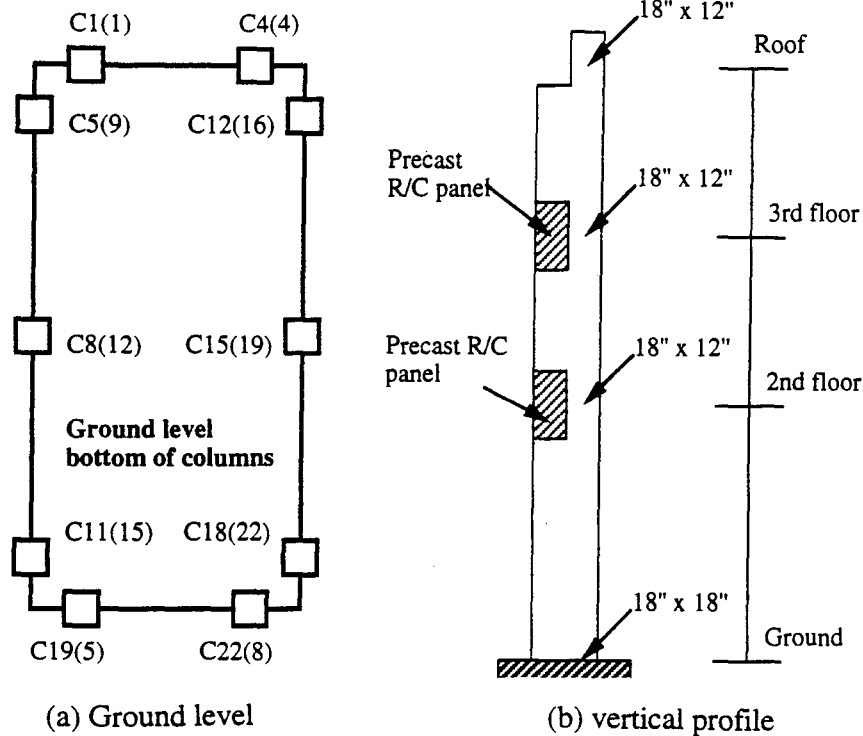 C1(1)
C4(4)
C5(9)
C12(16)
C8(12)
C15(19)
Ground level
bottom of columns
C11(15)
C18(22)
C19(5)
C22(8)
(a) Ground level
18" x 12"
Roof
Precast
R/C panel
18" x 12"
3rd floor
Precast R/C
panel
18" x 12"
2nd floor
18" x 18"
Ground
(b) vertical profile